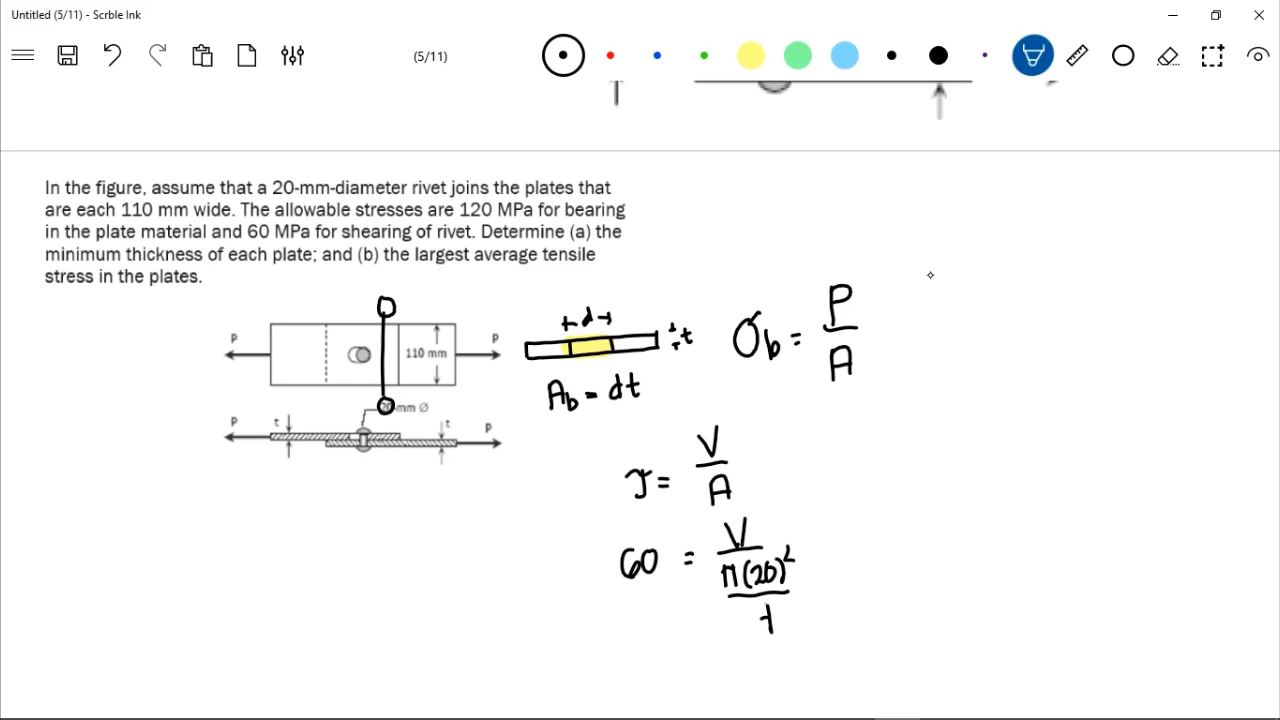 Untitled (5/11) - Scrble Ink
(5/11)
In the figure, assume that a 20-mm-diameter rivet joins the plates that
are each 110 mm wide. The allowable stresses are 120 MPa for bearing
in the plate material and 60 MPa for shearing of rivet. Determine (a) the
minimum thickness of each plate; and (b) the largest average tensile
stress in the plates.
P
P
110 mm
20-mm Ø
P
t
t
P
d
t
A_b = dt
σ_b = P/A
τ = V/A
60 = V
π(20)²